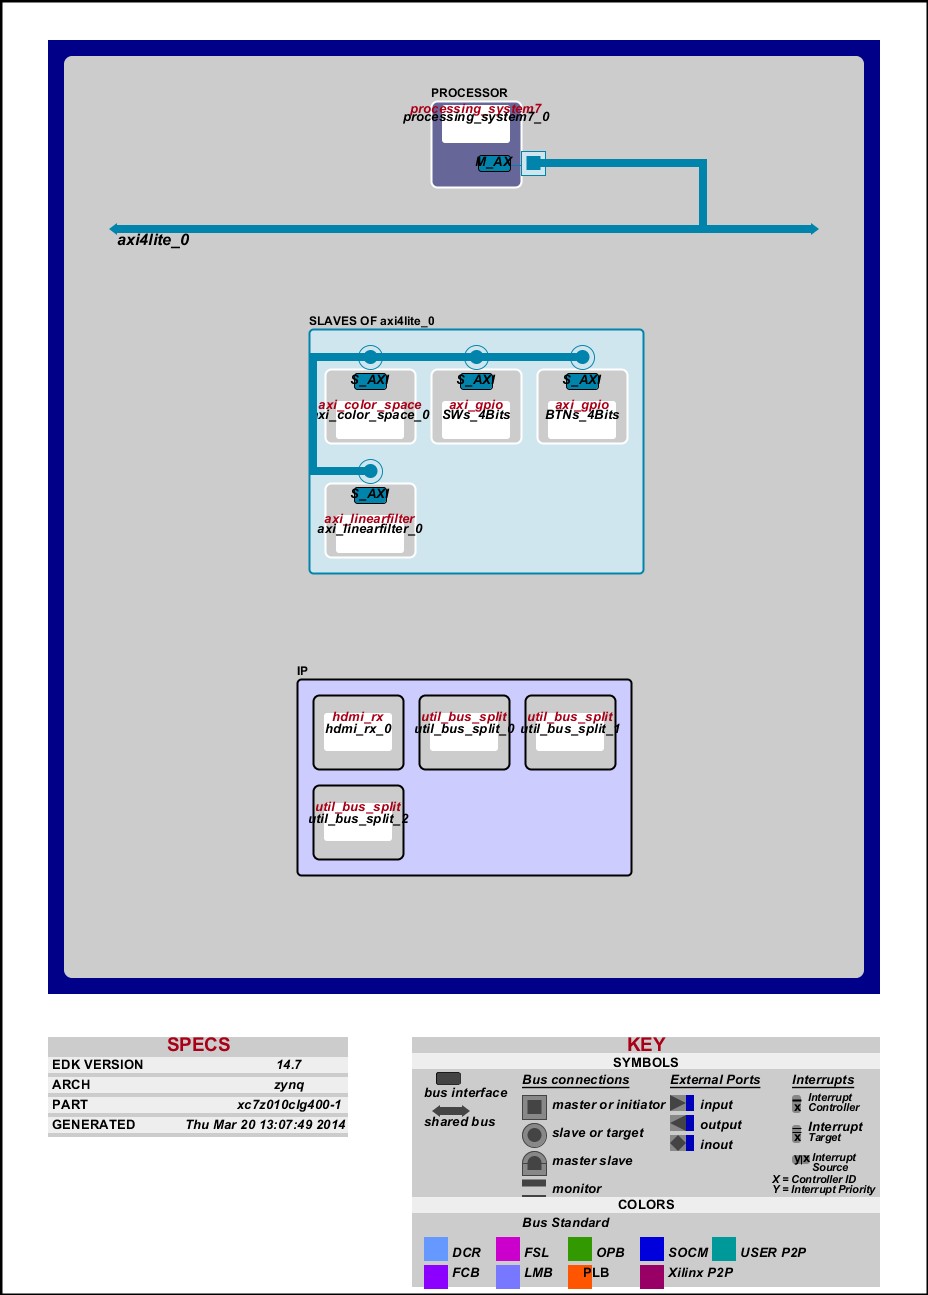 PROCESSOR
processing_system7
processing_system7_0
M_AXI
axi4lite_0
SLAVES OF axi4lite_0
S_AXI S_AXI S_AXI
axi_color_space axi_gpio axi_gpio
axi_color_space_0 SWs_4Bits BTNs_4Bits
S_AXI
axi_linearfilter
axi_linearfilter_0
IP
hdmi_rx util_bus_split util_bus_split
hdmi_rx_0 util_bus_split_0 util_bus_split_1
util_bus_split
util_bus_split_2
SPECS
EDK VERSION 14.7
ARCH zynq
PART xc7z010clg400-1
GENERATED Thu Mar 20 13:07:49 2014
KEY
SYMBOLS
bus interface
shared bus
Bus connections
master or initiator
slave or target
master slave
monitor
External Ports
input
output
inout
Interrupts
x Interrupt
Controller
x Interrupt
Target
y x Interrupt
Source
X = Controller ID
Y = Interrupt Priority
COLORS
Bus Standard
DCR FSL OPB SOCM USER P2P
FCB LMB PLB Xilinx P2P